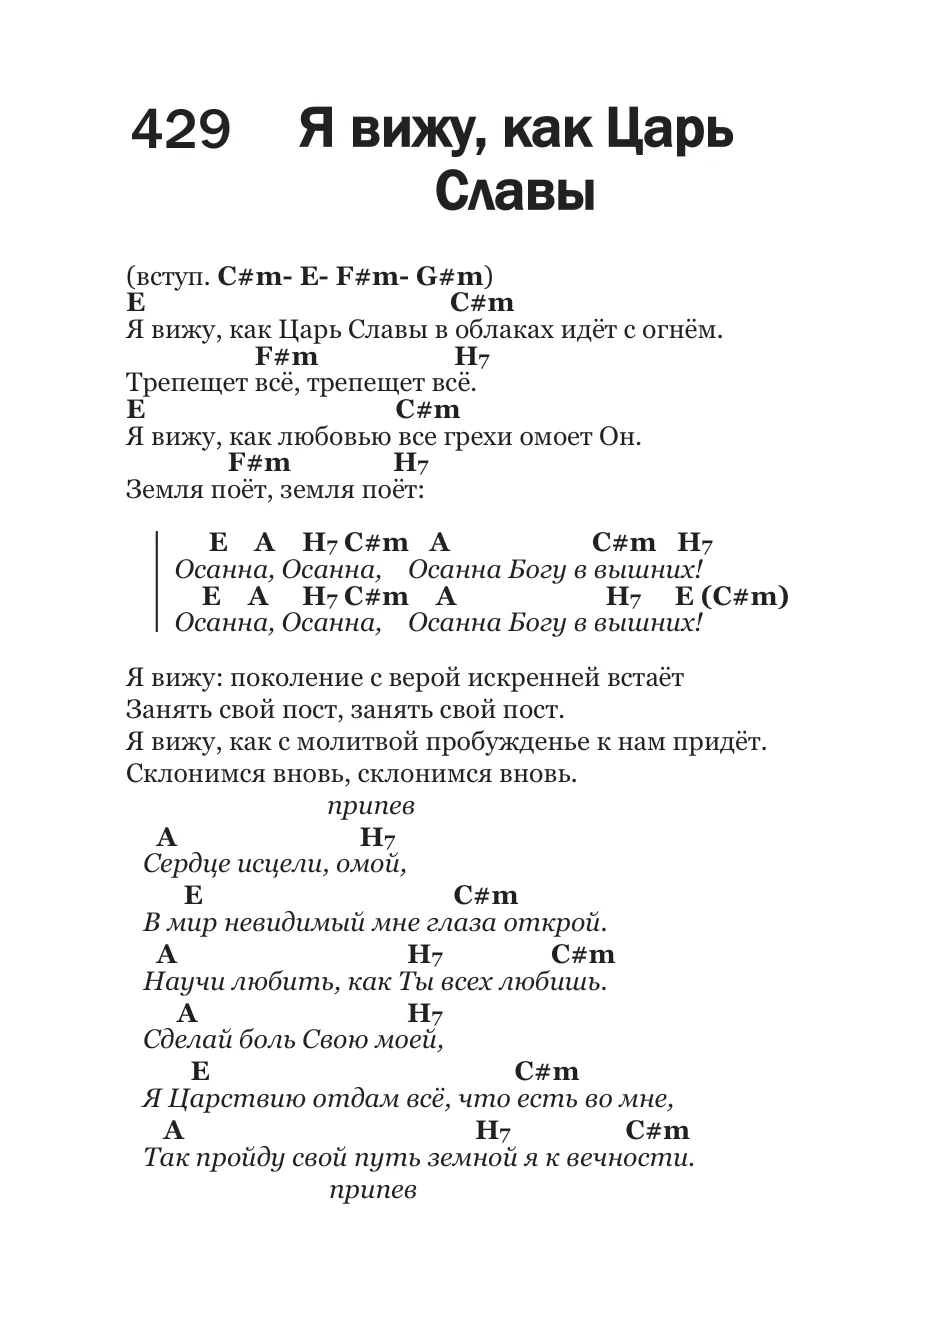 429 Я вижу, как Царь
Славы
(вступ. C#m- E- F#m- G#m)
E C#m
Я вижу, как Царь Славы в облаках идёт с огнём.
F#m H7
Трепещет всё, трепещет всё.
E C#m
Я вижу, как любовью все грехи омоет Он.
F#m H7
Земля поёт, земля поёт:
E A H7 C#m A C#m H7
Осанна, Осанна, Осанна Богу в вышних!
E A H7 C#m A H7 E (C#m)
Осанна, Осанна, Осанна Богу в вышних!
Я вижу: поколение с верой искренней встаёт
Занять свой пост, занять свой пост.
Я вижу, как с молитвой пробужденье к нам придёт.
Склонимся вновь, склонимся вновь.
припев
A H7
Сердце исцели, омой,
E C#m
В мир невидимый мне глаза открой.
A H7 C#m
Научи любить, как Ты всех любишь.
A H7
Сделай боль Свою моей,
E C#m
Я Царствию отдам всё, что есть во мне,
A H7 C#m
Так пройду свой путь земной я к вечности.
припев